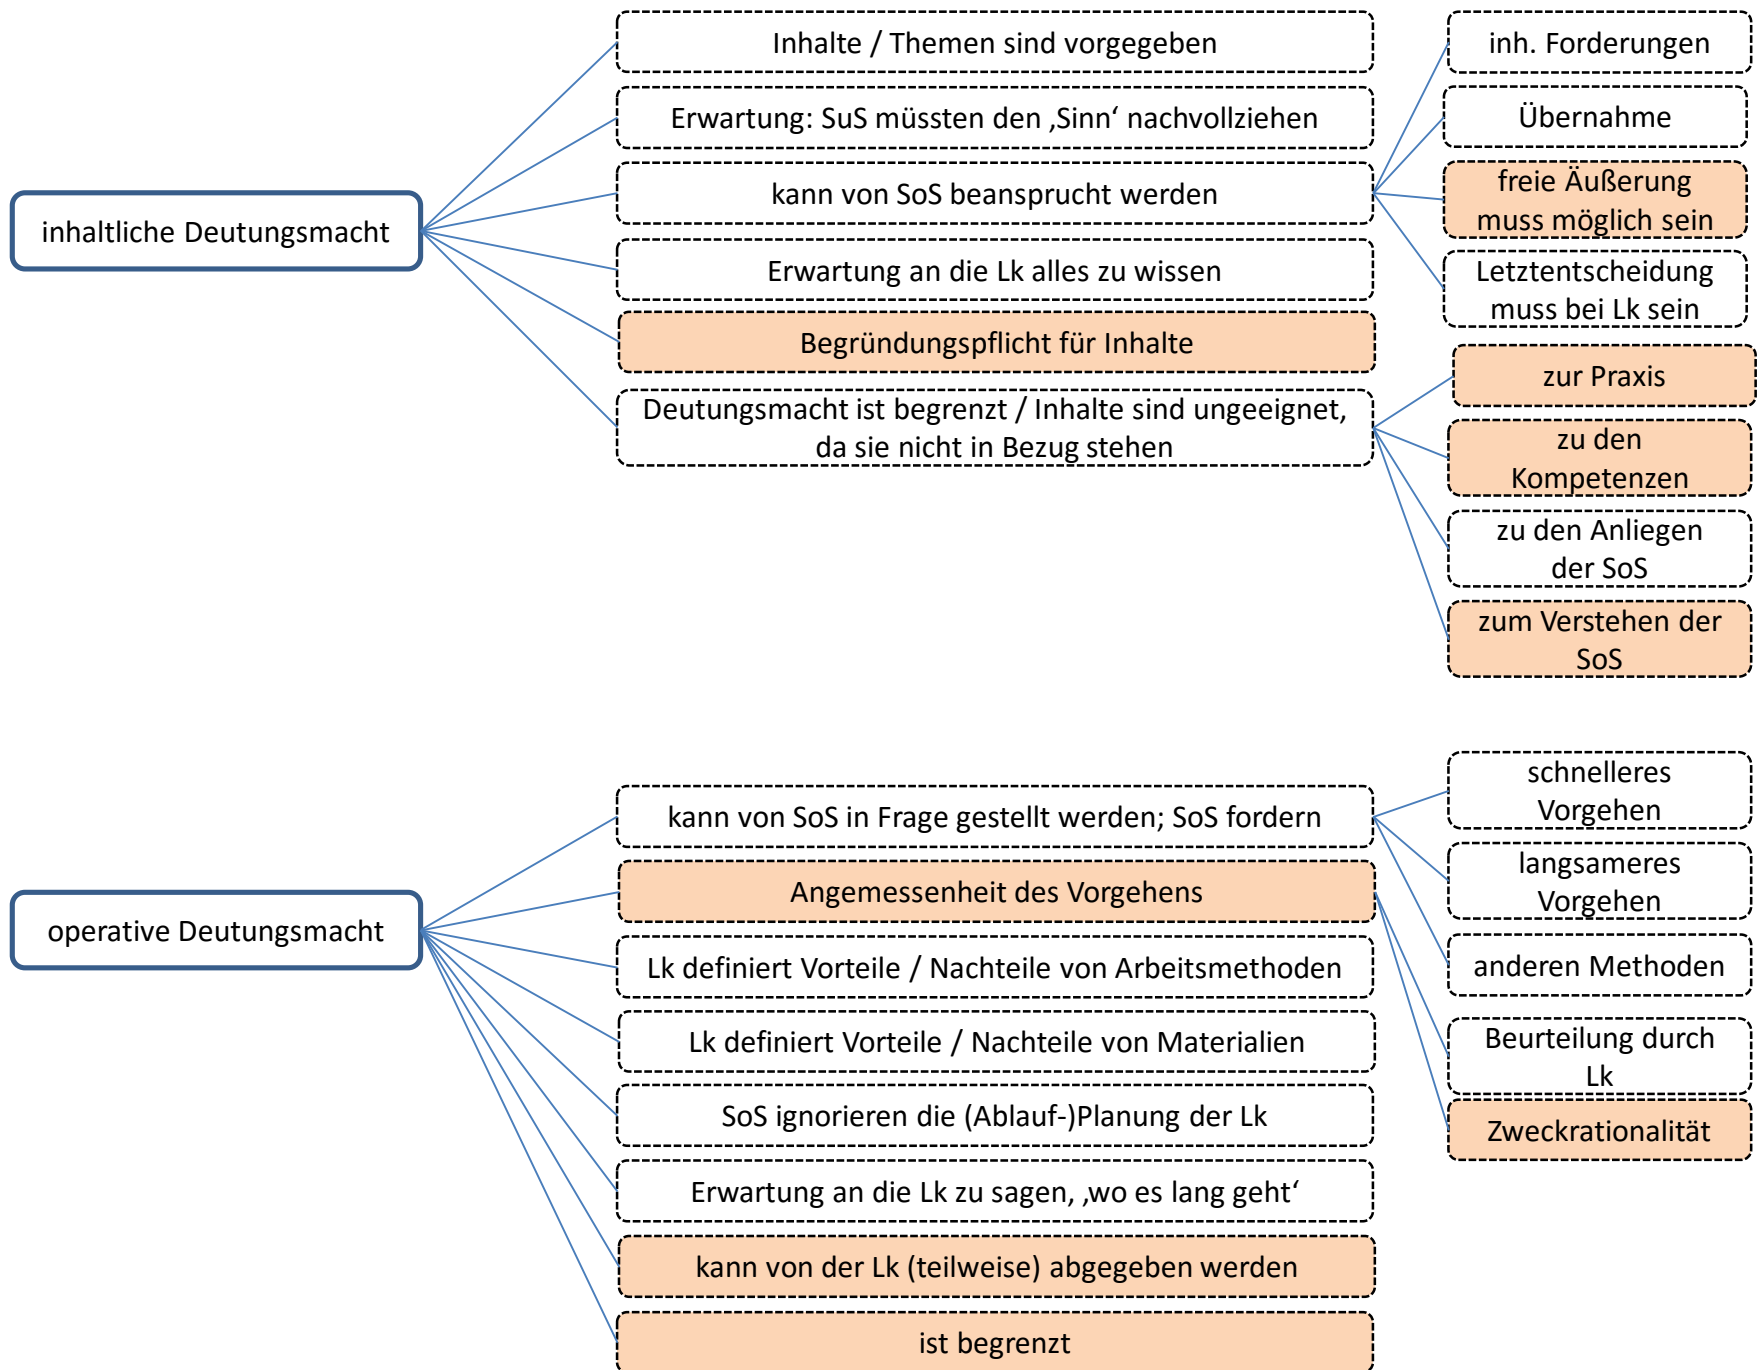 inhaltliche Deutungsmacht
Inhalte / Themen sind vorgegeben
Erwartung: SuS müssten den ‚Sinn‘ nachvollziehen
kann von SoS beansprucht werden
Erwartung an die Lk alles zu wissen
Begründungspflicht für Inhalte
Deutungsmacht ist begrenzt / Inhalte sind ungeeignet,
da sie nicht in Bezug stehen
inh. Forderungen
Übernahme
freie Äußerung
muss möglich sein
Letztentscheidung
muss bei Lk sein
zur Praxis
zu den
Kompetenzen
zu den Anliegen
der SoS
zum Verstehen der
SoS
operative Deutungsmacht
kann von SoS in Frage gestellt werden; SoS fordern
Angemessenheit des Vorgehens
Lk definiert Vorteile / Nachteile von Arbeitsmethoden
Lk definiert Vorteile / Nachteile von Materialien
SoS ignorieren die (Ablauf-)Planung der Lk
Erwartung an die Lk zu sagen, ‚wo es lang geht‘
kann von der Lk (teilweise) abgegeben werden
ist begrenzt
schnelleres
Vorgehen
langsameres
Vorgehen
anderen Methoden
Beurteilung durch
Lk
Zweckrationalität